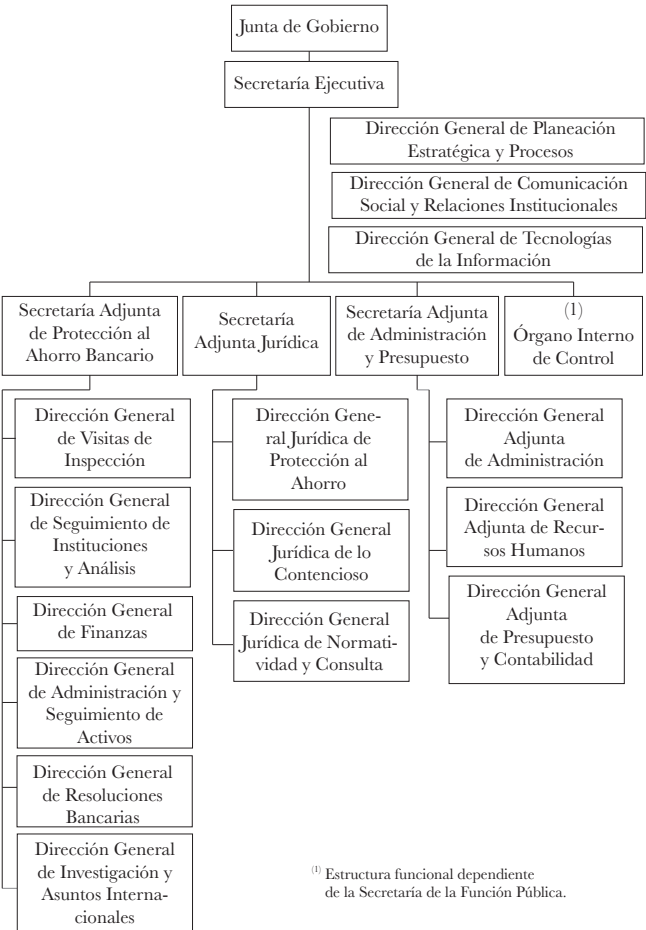 Junta de Gobierno
Secretaría Ejecutiva
Dirección General de Planeación
Estratégica y Procesos
Dirección General de Comunicación
Social y Relaciones Institucionales
Dirección General de Tecnologías
de la Información
Secretaría Adjunta
de Protección al
Ahorro Bancario
Secretaría
Adjunta Jurídica
Secretaría Adjunta
de Administración
y Presupuesto
(1)
Órgano Interno
de Control
Dirección General
de Visitas de
Inspección
Dirección General
de Seguimiento de
Instituciones
y Análisis
Dirección General
de Finanzas
Dirección General
de Administración y
Seguimiento de
Activos
Dirección General
de Resoluciones
Bancarias
Dirección General
de Investigación y
Asuntos Interna-
cionales
Dirección Gene-
ral Jurídica de
Protección al
Ahorro
Dirección General
Jurídica de lo
Contencioso
Dirección General
Jurídica de Normati-
vidad y Consulta
Dirección General
Adjunta
de Administración
Dirección General
Adjunta de Recur-
sos Humanos
Dirección General
Adjunta
de Presupuesto
y Contabilidad
(1) Estructura funcional dependiente
de la Secretaría de la Función Pública.